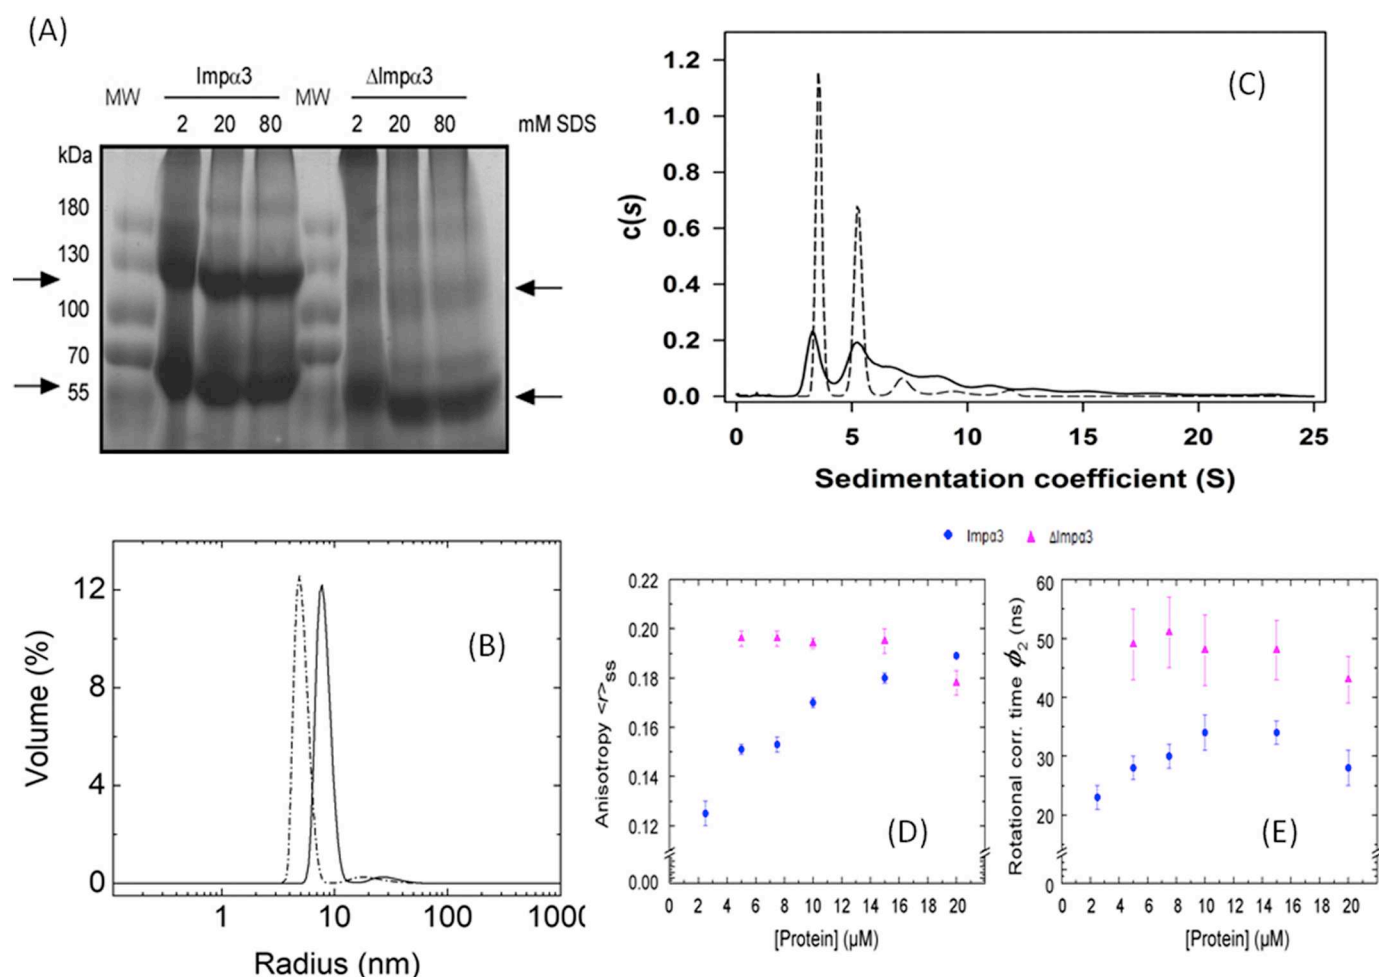 (A)
Impα3 ΔImpα3
MW MW
2 20 80 2 20 80 mM SDS
kDa
180
130
100
70
55
(C)
1.2
1.0
0.8
0.6
0.4
0.2
0.0
c(s)
0 5 10 15 20 25
Sedimentation coefficient (S)
(B)
12
8
4
0
Volume (%)
1 10 100 1000
Radius (nm)
Impα3 ΔImpα3
0.22
0.20
0.18
0.16
0.14
0.12
0.00
Anisotropy <r>ss
(D)
0 2 4 6 8 10 12 14 16 18 20
[Protein] (µM)
60
50
40
30
20
0
Rotational corr. time ϕ2 (ns)
(E)
0 2 4 6 8 10 12 14 16 18 20
[Protein] (µM)